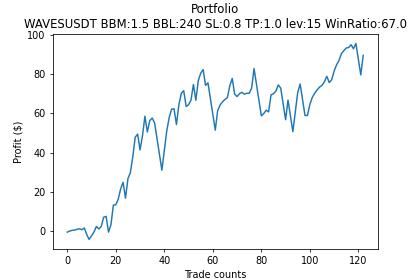 Portfolio
WAVESUSDT BBM:1.5 BBL:240 SL:0.8 TP:1.0 lev:15 WinRatio:67.0
100
80
60
40
20
0
Profit ($)
0 20 40 60 80 100 120
Trade counts